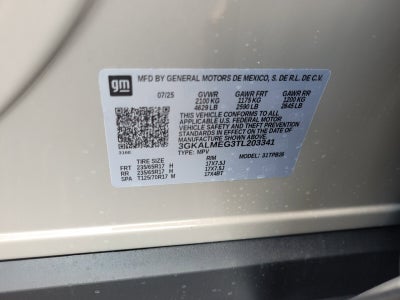 gm MFD BY GENERAL MOTORS DE MEXICO, S. DE R.L. DE C.V.
07/25 GVWR GAWR FRT GAWR RR
2100 KG 1175 KG 1200 KG
4629 LB 2590 LB 2645 LB
THIS VEHICLE CONFORMS TO ALL APPLICABLE U.S. FEDERAL MOTOR
VEHICLE SAFETY, BUMPER, AND THEFT
PREVENTION STANDARDS IN EFFECT ON THE DATE OF
MANUFACTURE SHOWN ABOVE.
3GKALMEG3TL203341
TYPE: MPV MODEL: 31TPB26
TIRE SIZE RIM
FRT 235/65R17 H 17X7.5J
RR 235/65R17 H 17X7.5J
SPA T125/70R17 M 17X4BT